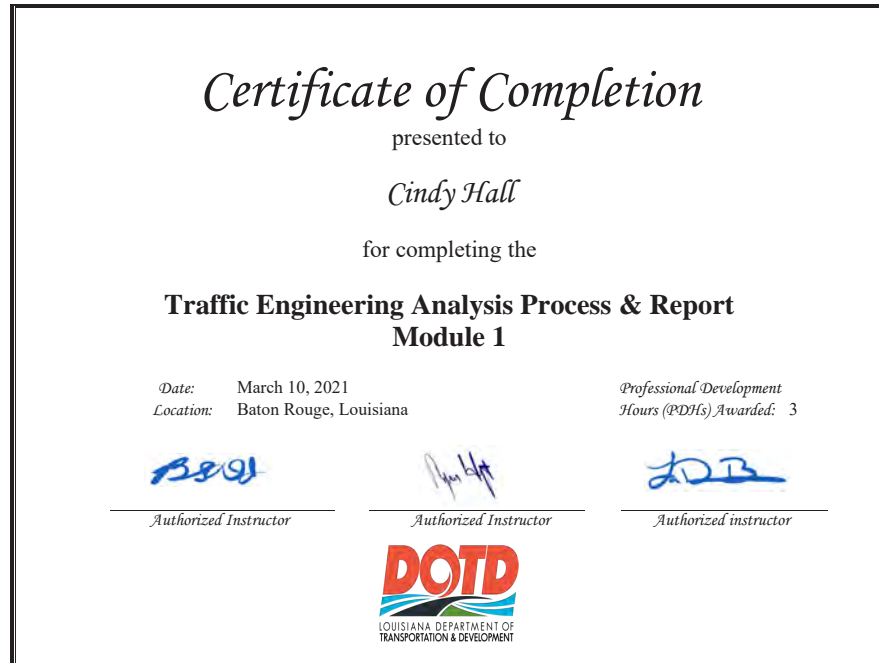 Certificate of Completion
presented to
Cindy Hall
for completing the
Traffic Engineering Analysis Process & Report
Module 1
Date: March 10, 2021
Location: Baton Rouge, Louisiana
Professional Development
Hours (PDHs) Awarded: 3
Authorized Instructor
Authorized Instructor
Authorized instructor
DOTD
LOUISIANA DEPARTMENT OF
TRANSPORTATION & DEVELOPMENT